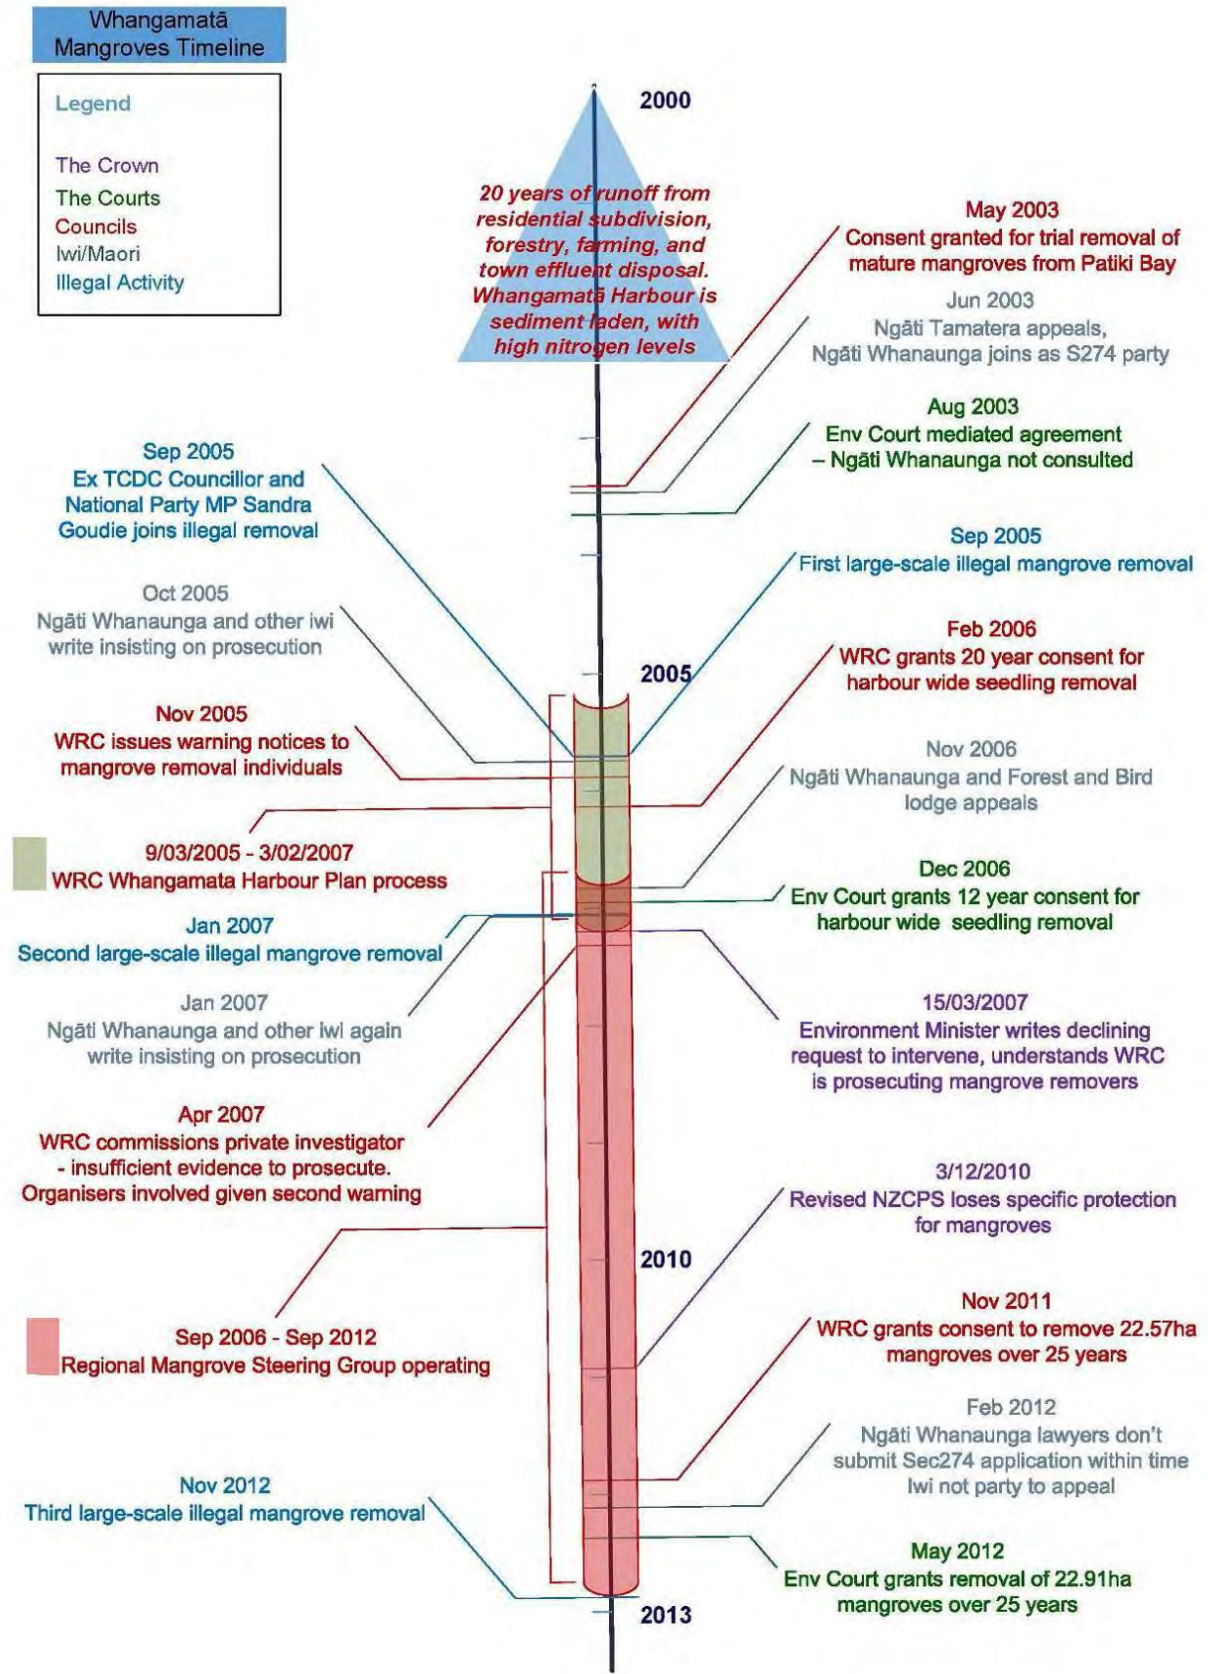 Whangamatā
Mangroves Timeline
Legend
The Crown
The Courts
Councils
Iwi/Maori
Illegal Activity
2000
20 years of runoff from
residential subdivision,
forestry, farming, and
town effluent disposal.
Whangamatā Harbour is
sediment laden, with
high nitrogen levels
May 2003
Consent granted for trial removal of
mature mangroves from Patiki Bay
Jun 2003
Ngāti Tamatera appeals,
Ngāti Whanaunga joins as S274 party
Aug 2003
Env Court mediated agreement
– Ngāti Whanaunga not consulted
Sep 2005
Ex TCDC Councillor and
National Party MP Sandra
Goudie joins illegal removal
Sep 2005
First large-scale illegal mangrove removal
Oct 2005
Ngāti Whanaunga and other iwi
write insisting on prosecution
Feb 2006
WRC grants 20 year consent for
harbour wide seedling removal
2005
Nov 2005
WRC issues warning notices to
mangrove removal individuals
Nov 2006
Ngāti Whanaunga and Forest and Bird
lodge appeals
9/03/2005 - 3/02/2007
WRC Whangamata Harbour Plan process
Dec 2006
Env Court grants 12 year consent for
harbour wide seedling removal
Jan 2007
Second large-scale illegal mangrove removal
Jan 2007
Ngāti Whanaunga and other iwi again
write insisting on prosecution
15/03/2007
Environment Minister writes declining
request to intervene, understands WRC
is prosecuting mangrove removers
Apr 2007
WRC commissions private investigator
- insufficient evidence to prosecute.
Organisers involved given second warning
3/12/2010
Revised NZCPS loses specific protection
for mangroves
2010
Sep 2006 - Sep 2012
Regional Mangrove Steering Group operating
Nov 2011
WRC grants consent to remove 22.57ha
mangroves over 25 years
Feb 2012
Ngāti Whanaunga lawyers don't
submit Sec274 application within time
Iwi not party to appeal
Nov 2012
Third large-scale illegal mangrove removal
May 2012
Env Court grants removal of 22.91ha
mangroves over 25 years
2013